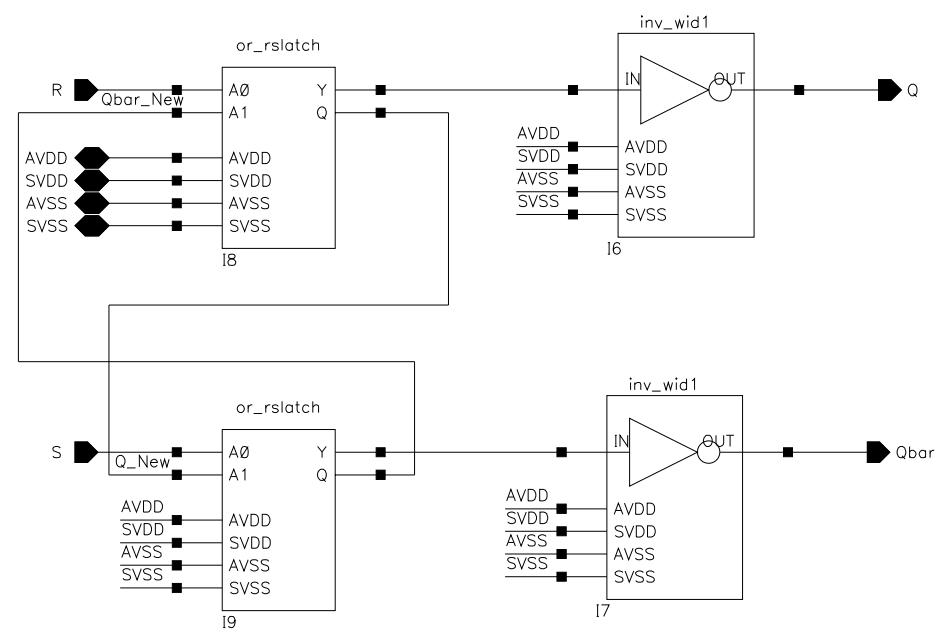 inv_wid1
or_rslatch
R
Qbar_New
A0
A1
Y
Q
IN
OUT
Q
AVDD
SVDD
AVSS
SVSS
AVDD
SVDD
AVSS
SVSS
AVDD
SVDD
AVSS
SVSS
AVDD
SVDD
AVSS
SVSS
I8
I6
inv_wid1
or_rslatch
S
Q_New
A0
A1
Y
Q
IN
OUT
Qbar
AVDD
SVDD
AVSS
SVSS
AVDD
SVDD
AVSS
SVSS
AVDD
SVDD
AVSS
SVSS
AVDD
SVDD
AVSS
SVSS
I9
I7